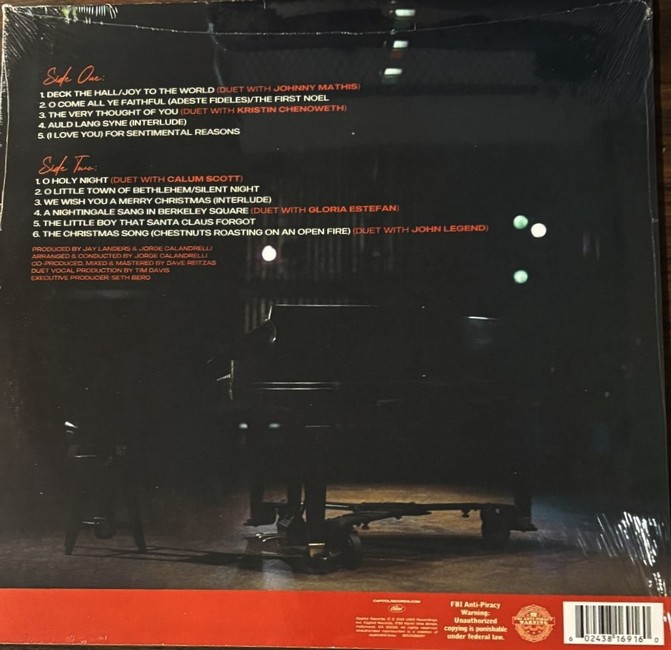 Side One:
1. DECK THE HALL/JOY TO THE WORLD (DUET WITH JOHNNY MATHIS)
2. O COME ALL YE FAITHFUL (ADESTE FIDELES)/THE FIRST NOEL
3. THE VERY THOUGHT OF YOU (DUET WITH KRISTIN CHENOWETH)
4. AULD LANG SYNE (INTERLUDE)
5. (I LOVE YOU) FOR SENTIMENTAL REASONS
Side Two:
1. O HOLY NIGHT (DUET WITH CALUM SCOTT)
2. O LITTLE TOWN OF BETHLEHEM/SILENT NIGHT
3. WE WISH YOU A MERRY CHRISTMAS (INTERLUDE)
4. A NIGHTINGALE SANG IN BERKELEY SQUARE (DUET WITH GLORIA ESTEFAN)
5. THE LITTLE BOY THAT SANTA CLAUS FORGOT
6. THE CHRISTMAS SONG (CHESTNUTS ROASTING ON AN OPEN FIRE) (DUET WITH JOHN LEGEND)
PRODUCED BY JAY LANDERS & JORGE CALANDRELLI
ARRANGED & CONDUCTED BY JORGE CALANDRELLI
CO-PRODUCED, MIXED & MASTERED BY DAVE REITZAS
DUET VOCAL PRODUCTION BY TIM DAVIS
EXECUTIVE PRODUCER: SETH BERG
CAPITOLRECORDS.COM
Capitol
FBI Anti-Piracy
Warning:
Unauthorized
copying is punishable
under federal law.
FBI ANTI-PIRACY
WARNING
6 02438 16916 0